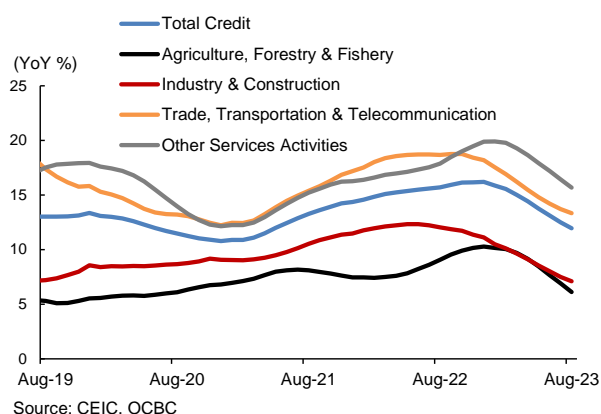 Total Credit
Agriculture, Forestry & Fishery
(YoY %)
Industry & Construction
Trade, Transportation & Telecommunication
Other Services Activities
25
20
15
10
5
0
Aug-19 Aug-20 Aug-21 Aug-22 Aug-23
Source: CEIC, OCBC